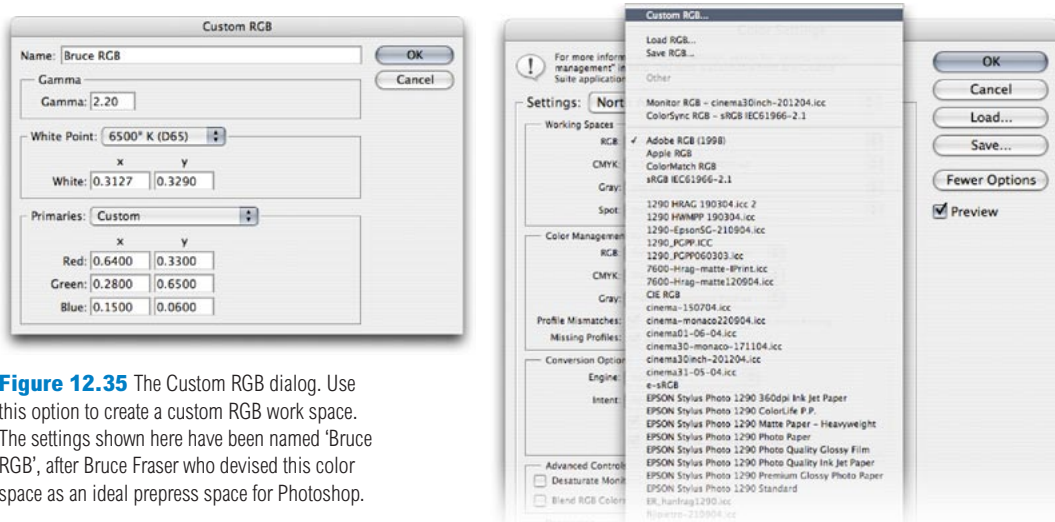 Custom RGB
Name: Bruce RGB
OK
Cancel
Gamma
Gamma: 2.20
White Point: 6500° K (D65)
x y
White: 0.3127 0.3290
Primaries: Custom
x y
Red: 0.6400 0.3300
Green: 0.2800 0.6500
Blue: 0.1500 0.0600
Figure 12.35 The Custom RGB dialog. Use
this option to create a custom RGB work space.
The settings shown here have been named ‘Bruce
RGB’, after Bruce Fraser who devised this color
space as an ideal prepress space for Photoshop.
For more inform
management" in
Suite application
Settings: Nort
Working Spaces
RGB
CMYK:
Gray:
Spot:
Color Managemen
RGB
CMYK:
Gray:
Profile Mismatches:
Missing Profiles:
Conversion Option
Engine:
Intent:
Advanced Controls
Desaturate Monit
Blend RGB Colors
Custom RGB...
Load RGB...
Save RGB...
Other
Monitor RGB - cinema30inch-201204.icc
ColorSync RGB - sRGB IEC61966-2.1
✓ Adobe RGB (1998)
Apple RGB
ColorMatch RGB
sRGB IEC61966-2.1
1290 HRAG 190304.icc 2
1290 HWMPP 190304.icc
1290-EpsonSG-210904.icc
1290_PGPP.ICC
1290_PGPP060303.icc
7600-Hrag-matte-IPrint.icc
7600-Hrag-matte120904.icc
CIE RGB
cinema-150704.icc
cinema-monaco220904.icc
cinema01-06-04.icc
cinema30-monaco-171104.icc
cinema30inch-201204.icc
cinema31-05-04.icc
e-sRGB
EPSON Stylus Photo 1290 360dpi Ink Jet Paper
EPSON Stylus Photo 1290 ColorLife P.P.
EPSON Stylus Photo 1290 Matte Paper - Heavyweight
EPSON Stylus Photo 1290 Photo Paper
EPSON Stylus Photo 1290 Photo Quality Glossy Film
EPSON Stylus Photo 1290 Photo Quality Ink Jet Paper
EPSON Stylus Photo 1290 Premium Glossy Photo Paper
EPSON Stylus Photo 1290 Standard
ER_hanhrag1290.icc
OK
Cancel
Load...
Save...
Fewer Options
Preview